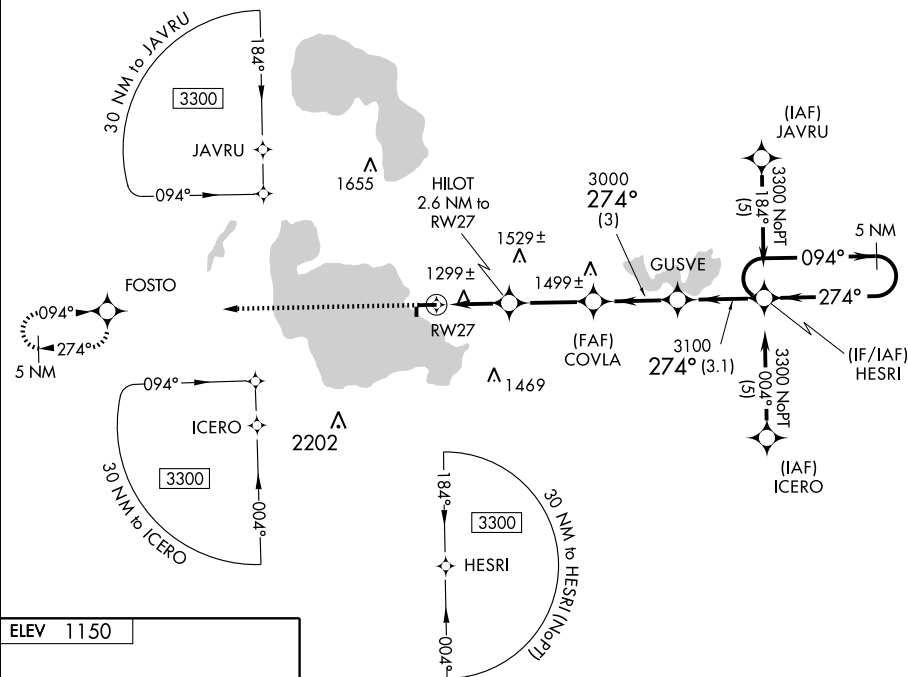 30 NM to JAVRU
184°
3300
JAVRU
094°
1655
HILOT
2.6 NM to
RW27
1529±
1299±
1499±
3000
274°
(3)
GUSVE
(IAF)
JAVRU
3300 NoPT
184°
(5)
5 NM
094°
274°
FOSTO
094°
274°
5 NM
RW27
(FAF)
COVLA
3100
274° (3.1)
(IF/IAF)
HESRI
3300 NoPT
004°
(5)
(IAF)
ICERO
1469
094°
ICERO
3300
004°
30 NM to ICERO
2202
184°
3300
HESRI
004°
30 NM to HESRI (NoPT)
ELEV 1150